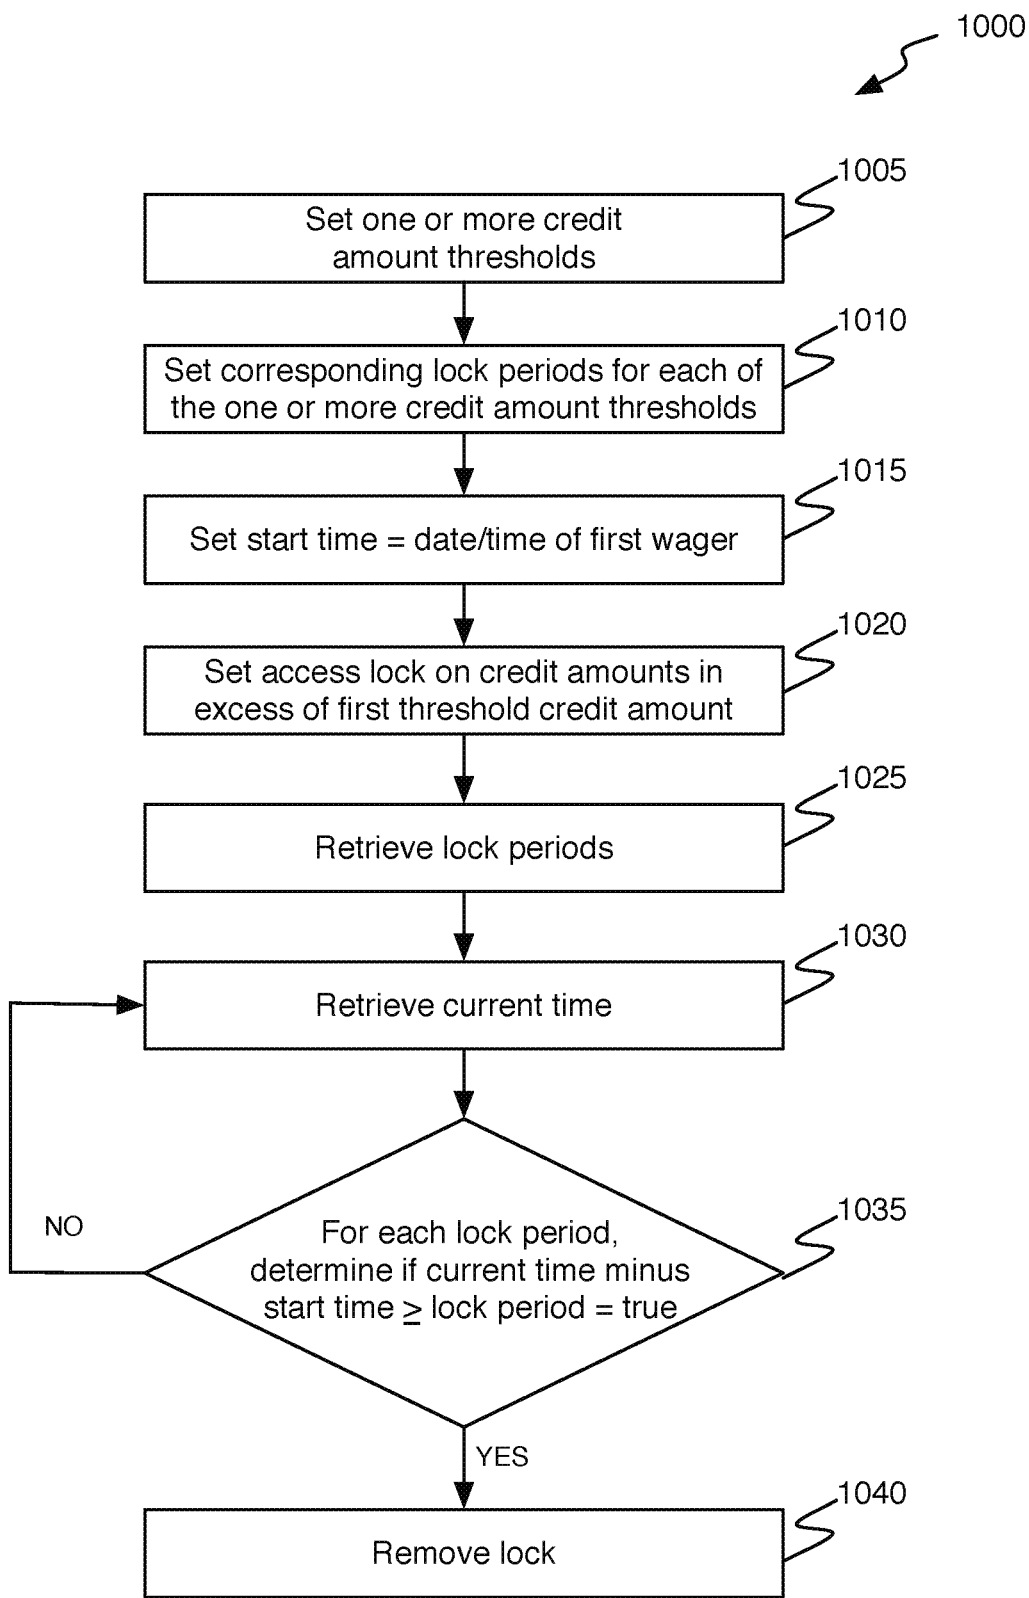 1000
1005
Set one or more credit
amount thresholds
1010
Set corresponding lock periods for each of
the one or more credit amount thresholds
1015
Set start time = date/time of first wager
1020
Set access lock on credit amounts in
excess of first threshold credit amount
1025
Retrieve lock periods
1030
Retrieve current time
1035
NO
For each lock period,
determine if current time minus
start time ≥ lock period = true
YES
1040
Remove lock